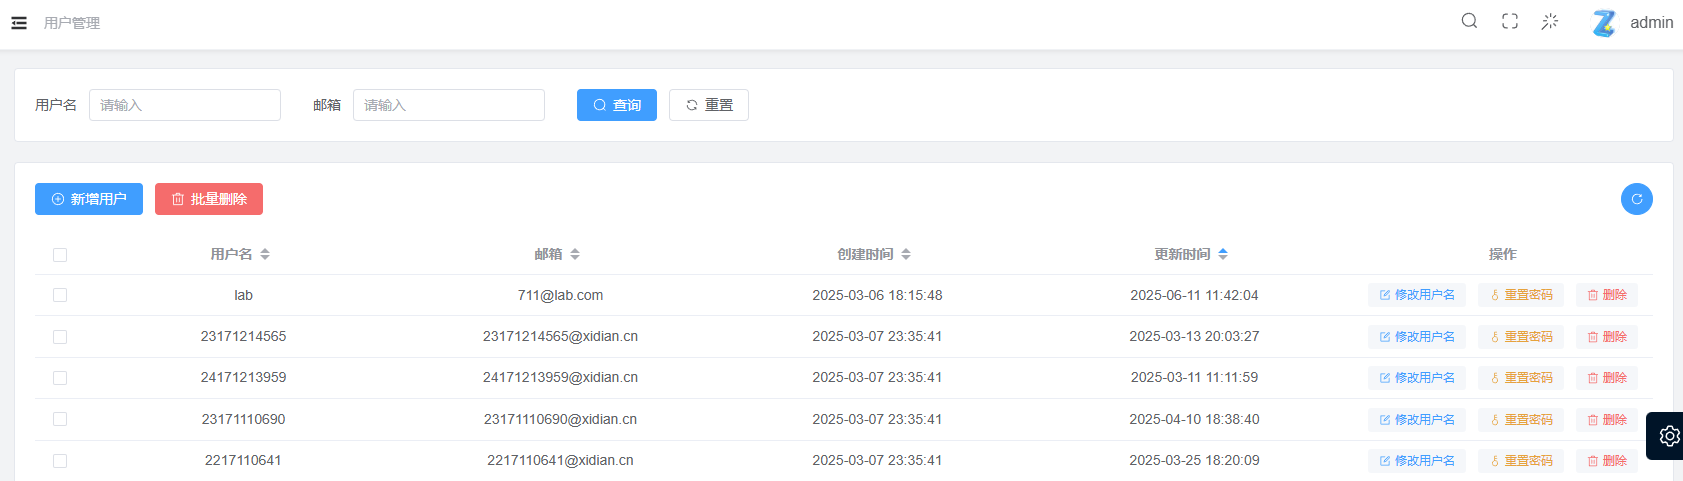 用户管理 admin
用户名 请输入 邮箱 请输入 查询 重置
新增用户 批量删除
用户名 邮箱 创建时间 更新时间 操作
lab 711@lab.com 2025-03-06 18:15:48 2025-06-11 11:42:04 修改用户名 重置密码 删除
23171214565 23171214565@xidian.cn 2025-03-07 23:35:41 2025-03-13 20:03:27 修改用户名 重置密码 删除
24171213959 24171213959@xidian.cn 2025-03-07 23:35:41 2025-03-11 11:11:59 修改用户名 重置密码 删除
23171110690 23171110690@xidian.cn 2025-03-07 23:35:41 2025-04-10 18:38:40 修改用户名 重置密码 删除
2217110641 2217110641@xidian.cn 2025-03-07 23:35:41 2025-03-25 18:20:09 修改用户名 重置密码 删除